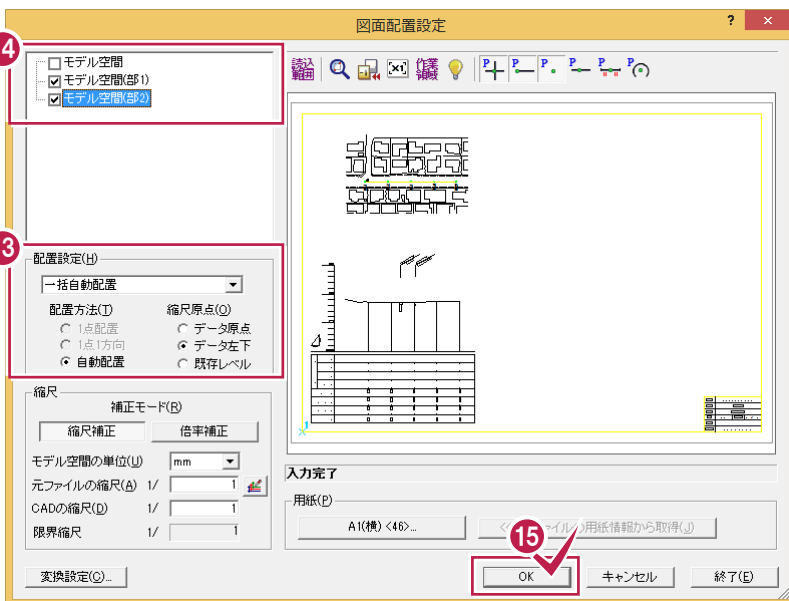 図面配置設定
? ×
4
モデル空間
モデル空間(部1)
モデル空間(部2)
読込
範囲
作業
領域
P P P P P P
3
配置設定(H)
一括自動配置
配置方法(T) 縮尺原点(O)
1点配置 データ原点
1点1方向 データ左下
自動配置 既存レベル
縮尺
補正モード(R)
縮尺補正 倍率補正
モデル空間の単位(U) mm
元ファイルの縮尺(A) 1/ 1
CADの縮尺(D) 1/ 1
限界縮尺 1/ 1
1
X
入力完了
用紙(P)
A1(横) <46>...
ファイルの用紙情報から取得(J)
15
変換設定(C)... OK キャンセル 終了(E)